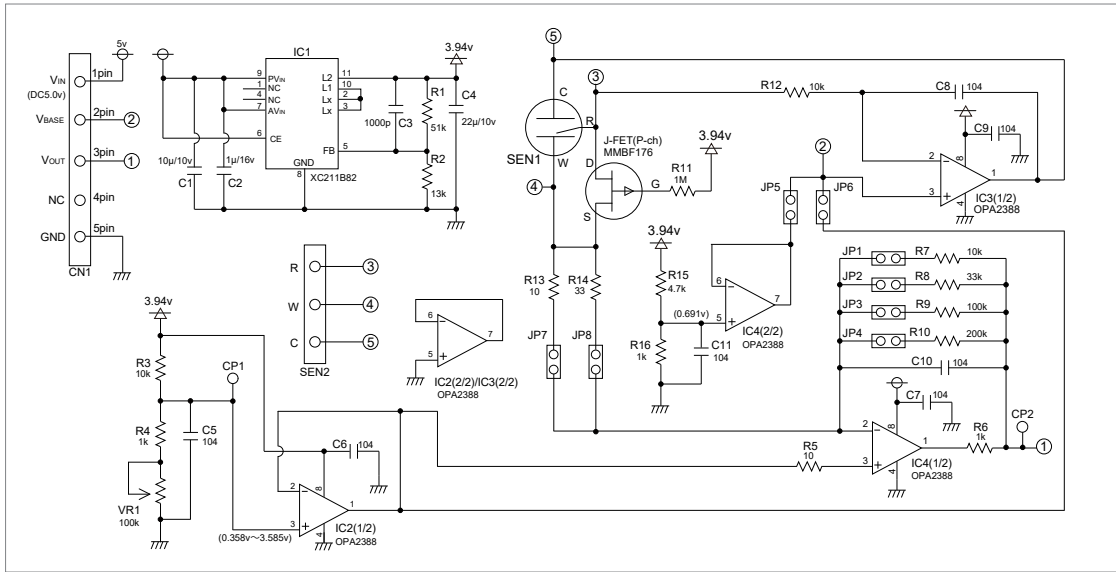 5v
VIN
(DC5.0v)
1pin
VBASE
2pin
②
VOUT
3pin
①
NC
4pin
GND
5pin
CN1
IC1
9
PVIN
1
NC
4
NC
7
AVIN
6
CE
GND
8
L2
11
L1
10
Lx
2
Lx
3
FB
5
XC211B82
10μ/10v
C1
1μ/16v
C2
1000p
C3
R1
51k
R2
13k
3.94v
C4
22μ/10v
R
③
W
④
C
⑤
SEN2
6
5
7
IC2(2/2)/IC3(2/2)
OPA2388
3.94v
R3
10k
CP1
R4
1k
C5
104
VR1
100k
(0.358v～3.585v)
C6
104
2
3
8
4
1
IC2(1/2)
OPA2388
⑤
C
R
W
SEN1
④
③
D
S
G
J-FET(P-ch)
MMBF176
R11
1M
3.94v
R12
10k
C8
104
C9
104
2
3
8
4
1
IC3(1/2)
OPA2388
②
JP5
JP6
R13
10
R14
33
JP7
JP8
3.94v
R15
4.7k
(0.691v)
R16
1k
C11
104
6
5
7
IC4(2/2)
OPA2388
JP1
R7
10k
JP2
R8
33k
JP3
R9
100k
JP4
R10
200k
C10
104
C7
104
R5
10
2
3
8
4
1
IC4(1/2)
OPA2388
R6
1k
CP2
①